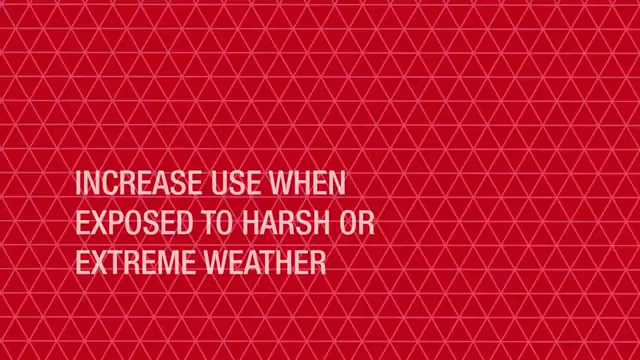 INCREASE USE WHEN
EXPOSED TO HARSH OR
EXTREME WEATHER